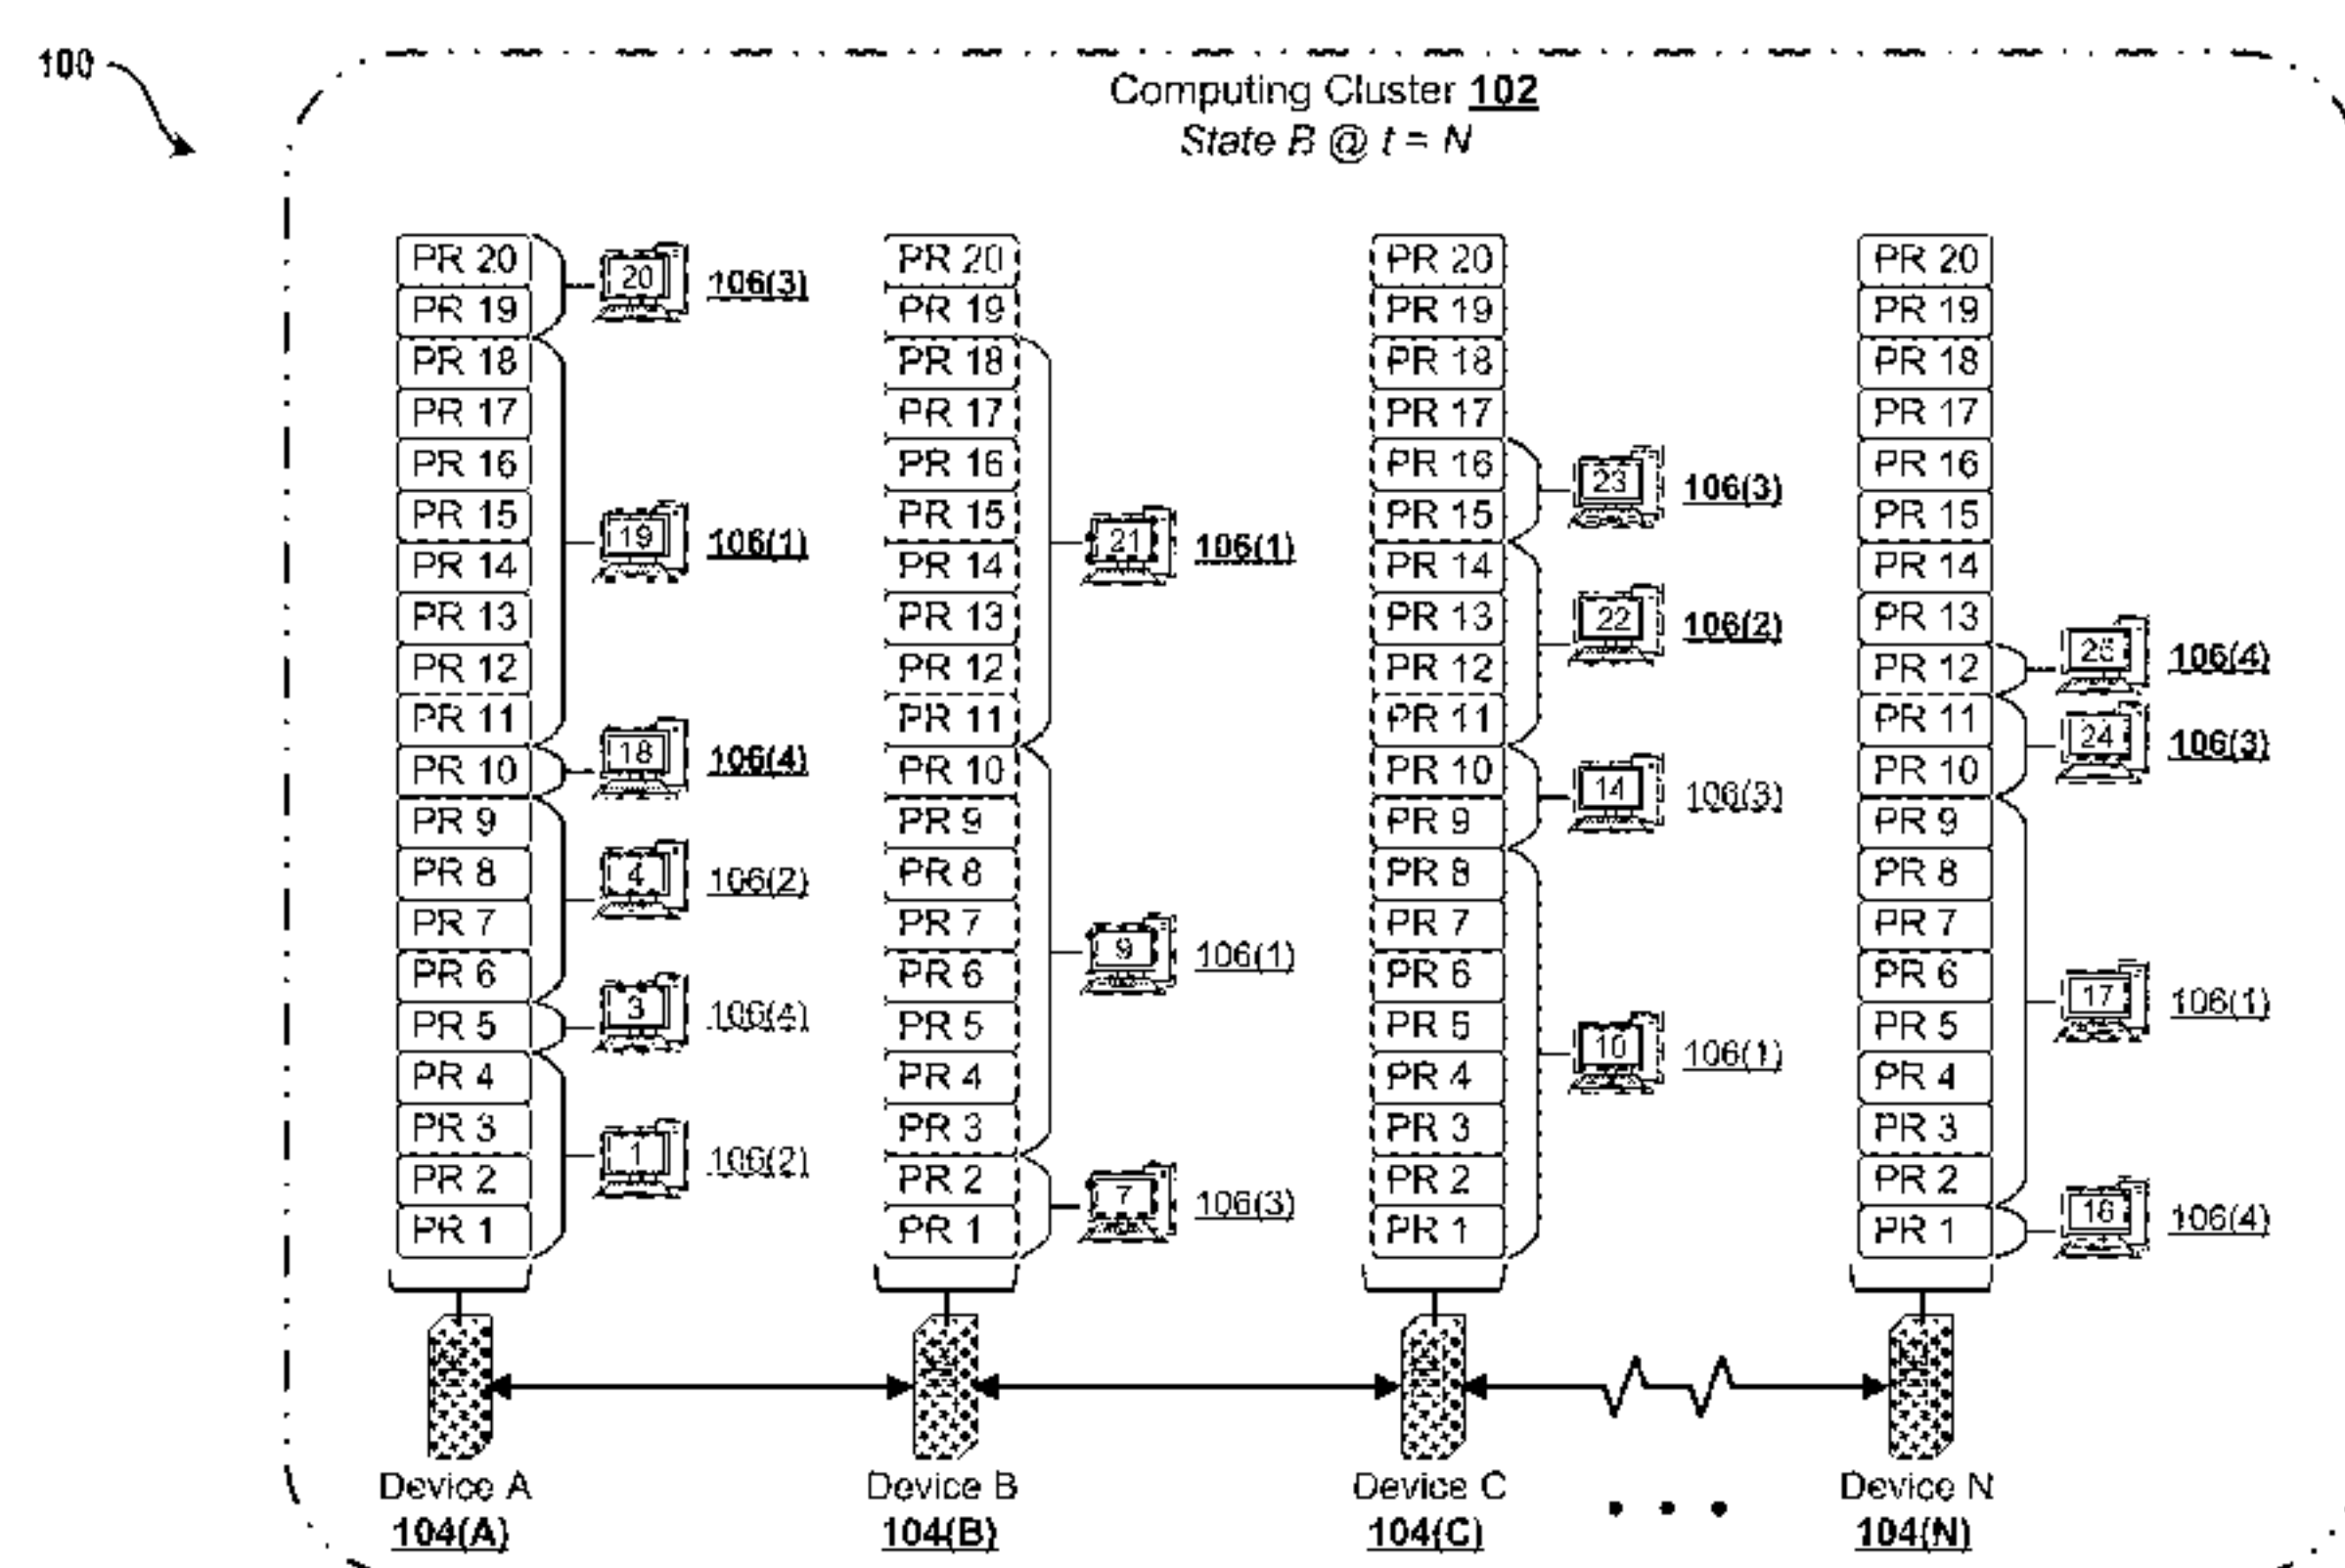 100
Computing Cluster 102
State B @ t = N
PR 20
PR 19
PR 18
PR 17
PR 16
PR 15
PR 14
PR 13
PR 12
PR 11
PR 10
PR 9
PR 8
PR 7
PR 6
PR 5
PR 4
PR 3
PR 2
PR 1
20
106(3)
19
106(1)
18
106(4)
4
106(2)
3
106(4)
1
106(2)
Device A
104(A)
PR 20
PR 19
PR 18
PR 17
PR 16
PR 15
PR 14
PR 13
PR 12
PR 11
PR 10
PR 9
PR 8
PR 7
PR 6
PR 5
PR 4
PR 3
PR 2
PR 1
21
106(1)
9
106(1)
7
106(3)
Device B
104(B)
PR 20
PR 19
PR 18
PR 17
PR 16
PR 15
PR 14
PR 13
PR 12
PR 11
PR 10
PR 9
PR 8
PR 7
PR 6
PR 5
PR 4
PR 3
PR 2
PR 1
23
106(3)
22
106(2)
14
106(3)
10
106(1)
Device C
104(C)
• • •
PR 20
PR 19
PR 18
PR 17
PR 16
PR 15
PR 14
PR 13
PR 12
PR 11
PR 10
PR 9
PR 8
PR 7
PR 6
PR 5
PR 4
PR 3
PR 2
PR 1
106(4)
24
106(3)
17
106(1)
16
106(4)
Device N
104(N)